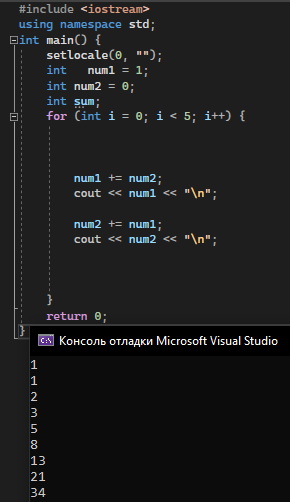 #include <iostream>
using namespace std;
int main() {
setlocale(0, "");
int   num1 = 1;
int num2 = 0;
int sum;
for (int i = 0; i < 5; i++) {
num1 += num2;
cout << num1 << "\n";
num2 += num1;
cout << num2 << "\n";
}
return 0;
}
Консоль отладки Microsoft Visual Studio
1
1
2
3
5
8
13
21
34